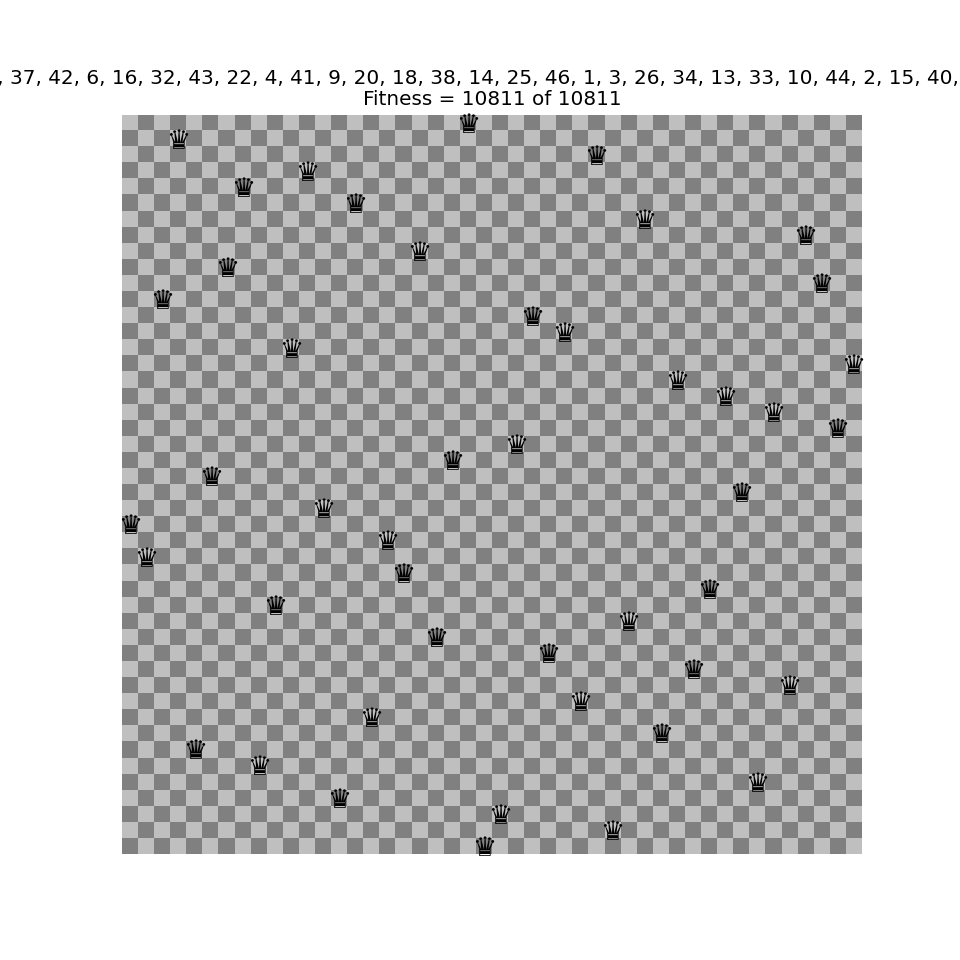 , 37, 42, 6, 16, 32, 43, 22, 4, 41, 9, 20, 18, 38, 14, 25, 46, 1, 3, 26, 34, 13, 33, 10, 44, 2, 15, 40,
Fitness = 10811 of 10811